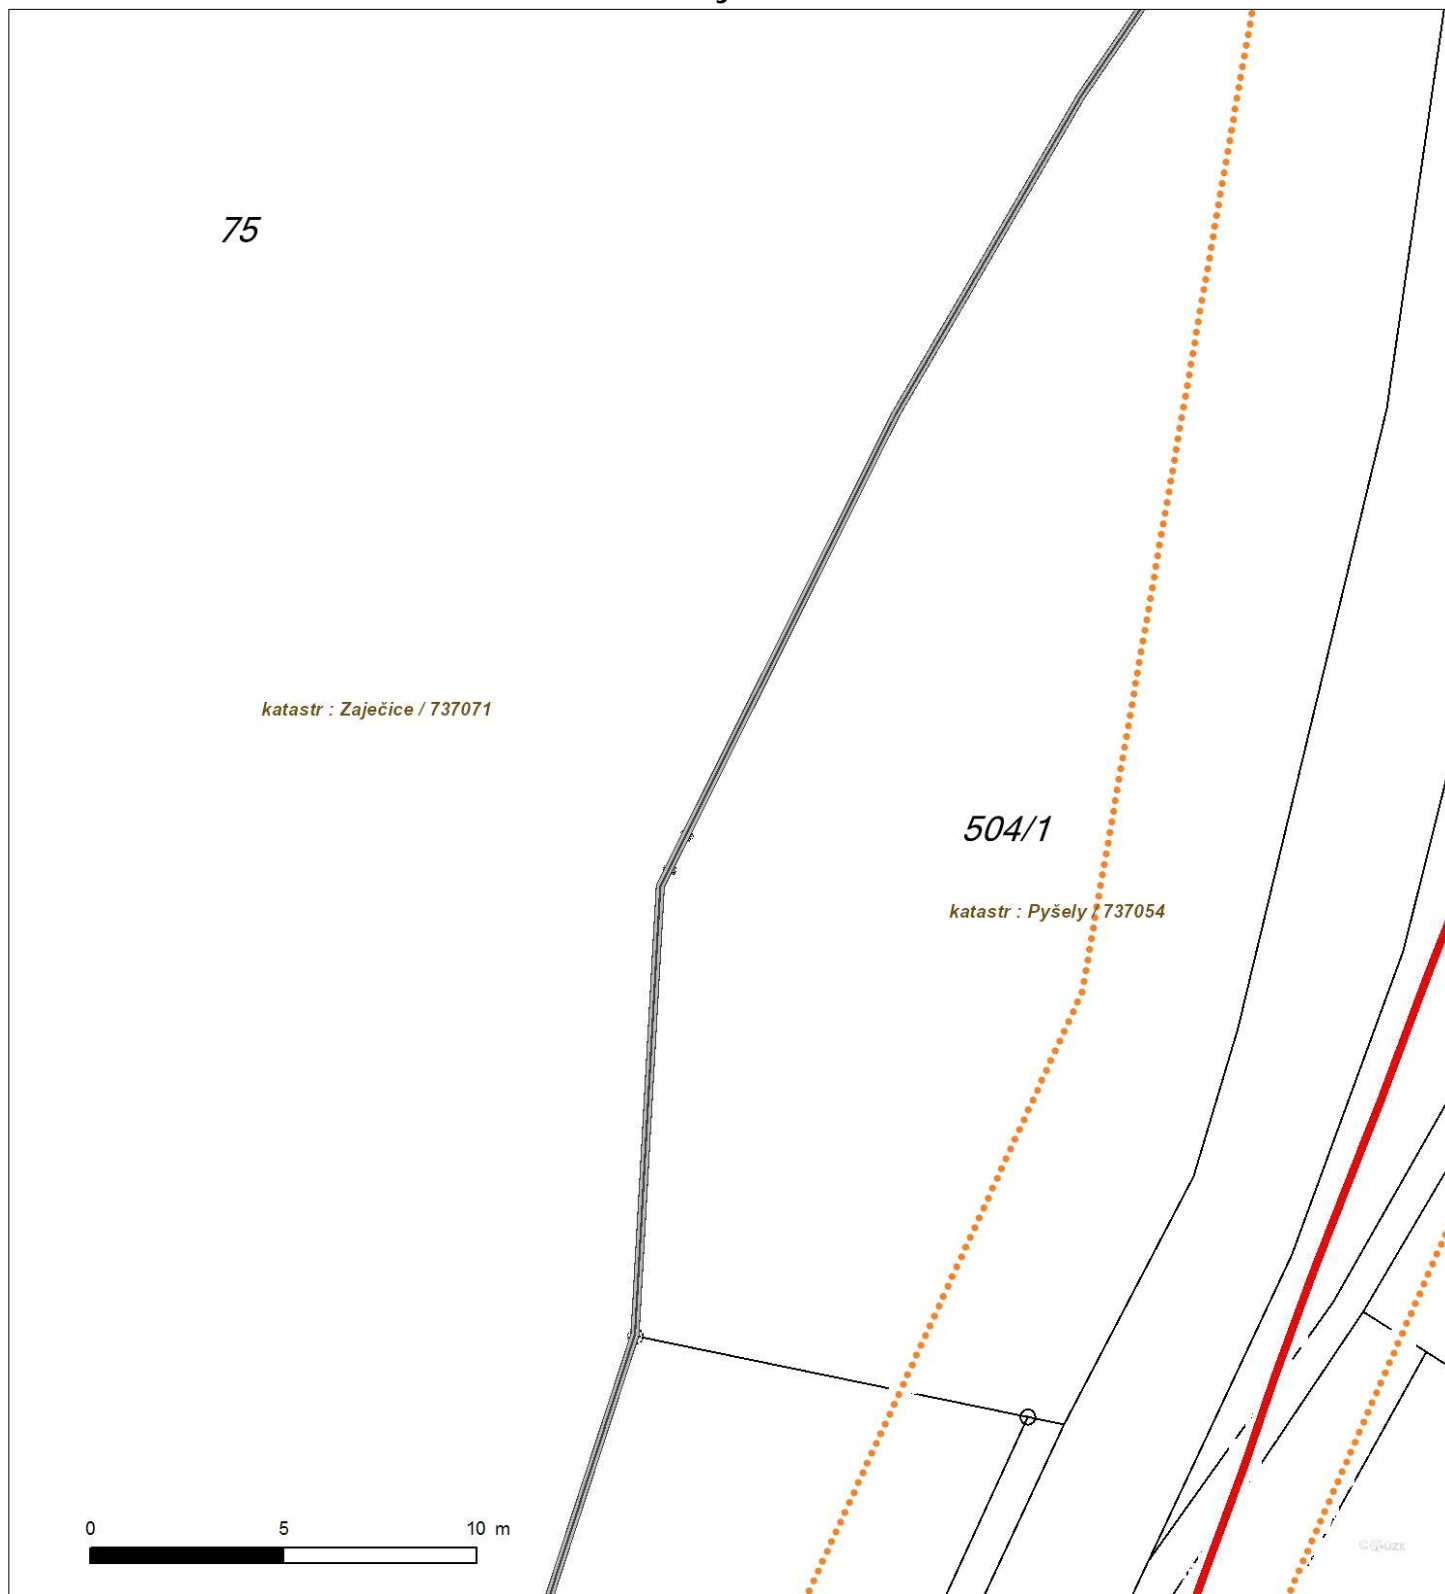 75
katastr : Zaječice / 737071
504/1
katastr : Pyšely / 737054
0 5 10 m